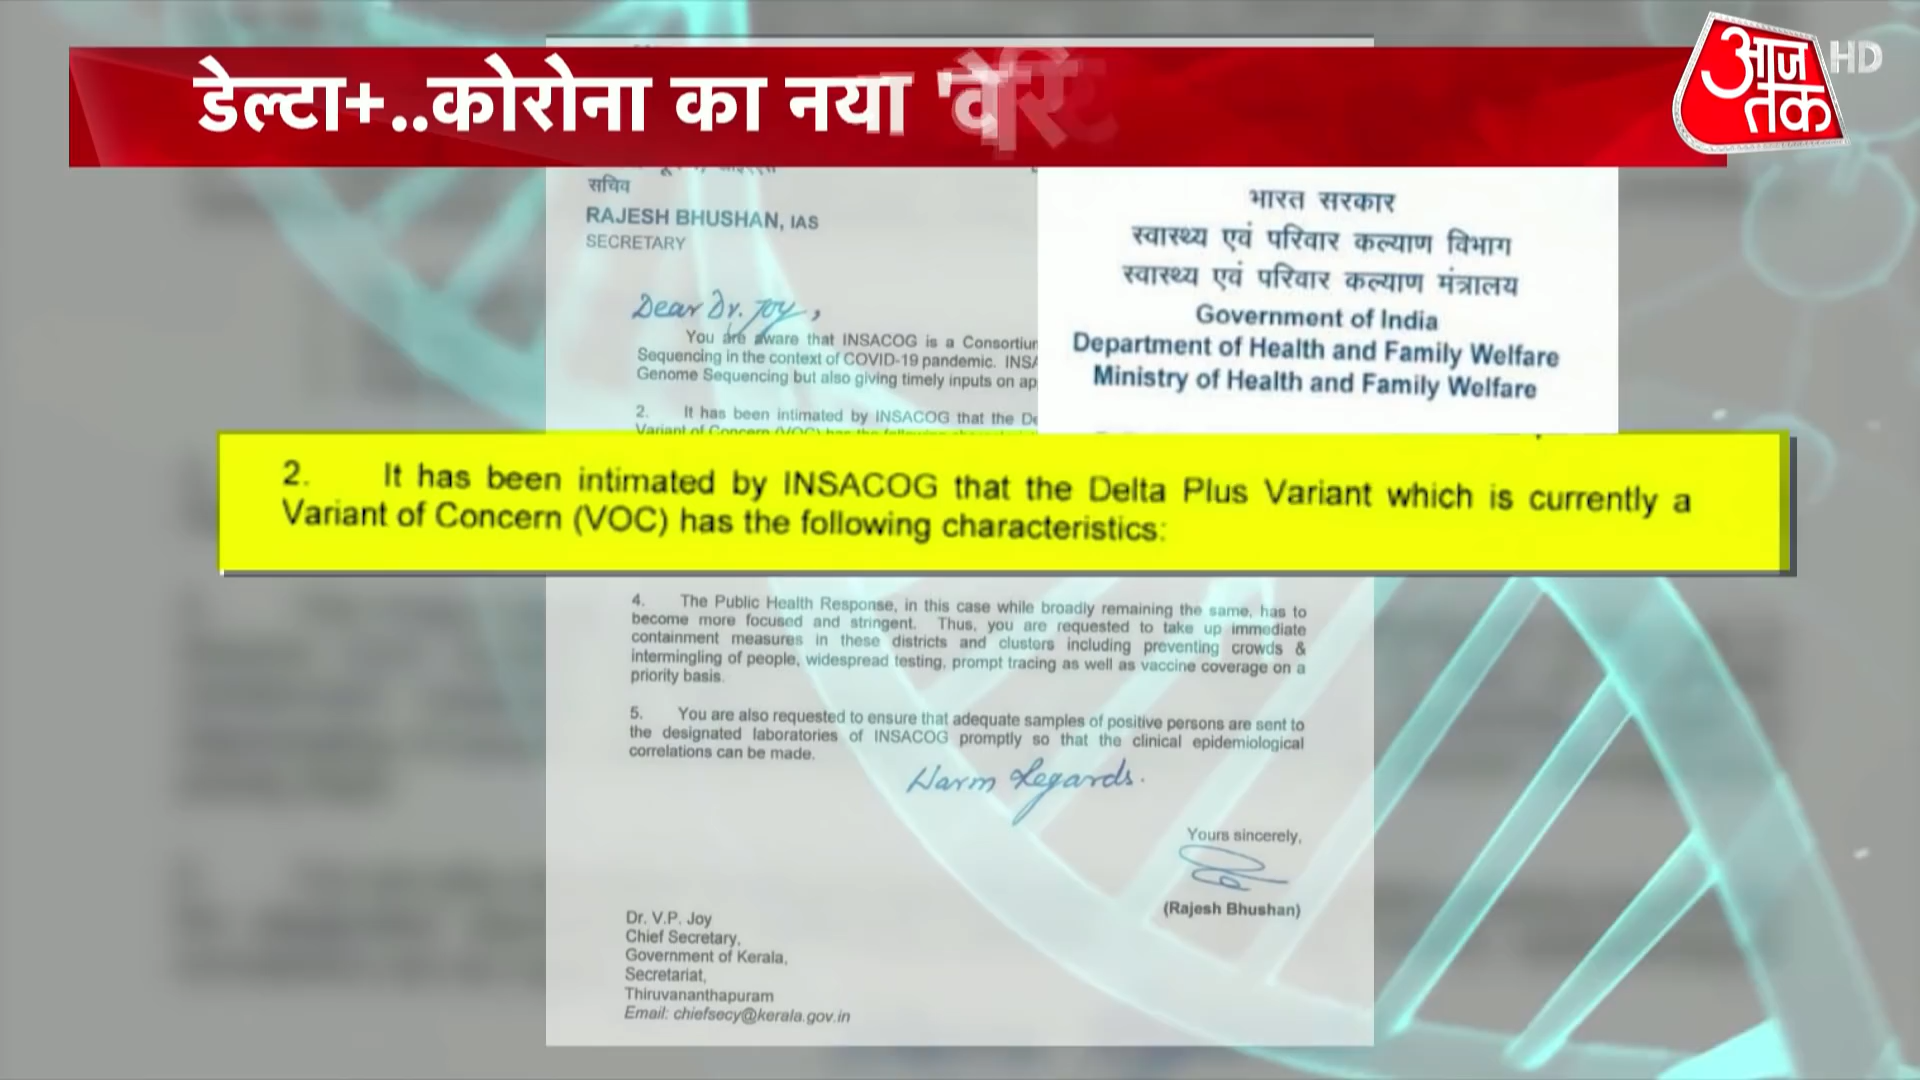 डेल्टा+..कोरोना का नया
आज
तक
HD
सचिव
RAJESH BHUSHAN, IAS
SECRETARY
भारत सरकार
स्वास्थ्य एवं परिवार कल्याण विभाग
स्वास्थ्य एवं परिवार कल्याण मंत्रालय
Government of India
Department of Health and Family Welfare
Ministry of Health and Family Welfare
Dear Dr. Joy,
You are aware that INSACOG is a
Sequencing in the context of COVID-19 pandemic.
Genome Sequencing but also giving timely inputs on
2. It has been intimated by INSACOG that the
Variant of Concern (VOC) has the following
2. It has been intimated by INSACOG that the Delta Plus Variant which is currently a
Variant of Concern (VOC) has the following characteristics:
4. The Public Health Response, in this case while broadly remaining the same, has to
become more focused and stringent. Thus, you are requested to take up immediate
containment measures in these districts and clusters including preventing crowds &
intermingling of people, widespread testing, prompt tracing as well as vaccine coverage on a
priority basis.
5. You are also requested to ensure that adequate samples of positive persons are sent to
the designated laboratories of INSACOG promptly so that the clinical epidemiological
correlations can be made.
Warm Regards.
Yours sincerely,
(Rajesh Bhushan)
Dr. V.P. Joy
Chief Secretary,
Government of Kerala,
Secretariat,
Thiruvananthapuram
Email: chiefsecy@kerala.gov.in